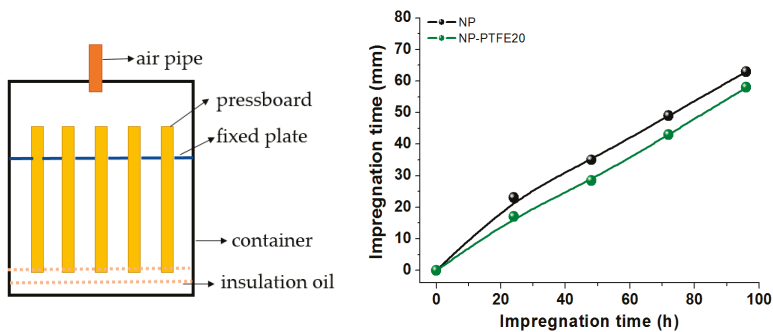 air pipe
pressboard
fixed plate
container
insulation oil
NP
NP-PTFE20
Impregnation time (mm)
80
70
60
50
40
30
20
10
0
0 20 40 60 80 100
Impregnation time (h)